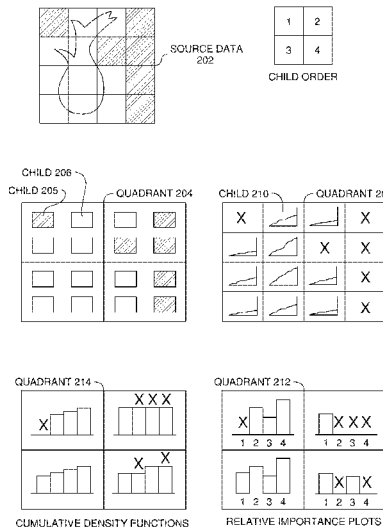 SOURCE DATA
202
1 2
3 4
CHILD ORDER
CHILD 206
CHILD 205
QUADRANT 204
CHILD 210
X X
X X
X
X
QUADRANT 214
X
X X X
X
X
CUMULATIVE DENSITY FUNCTIONS
QUADRANT 212
X
1 2 3 4
X X X
1 2 3 4
1 2 3 4
X X
1 2 3 4
RELATIVE IMPORTANCE PLOTS